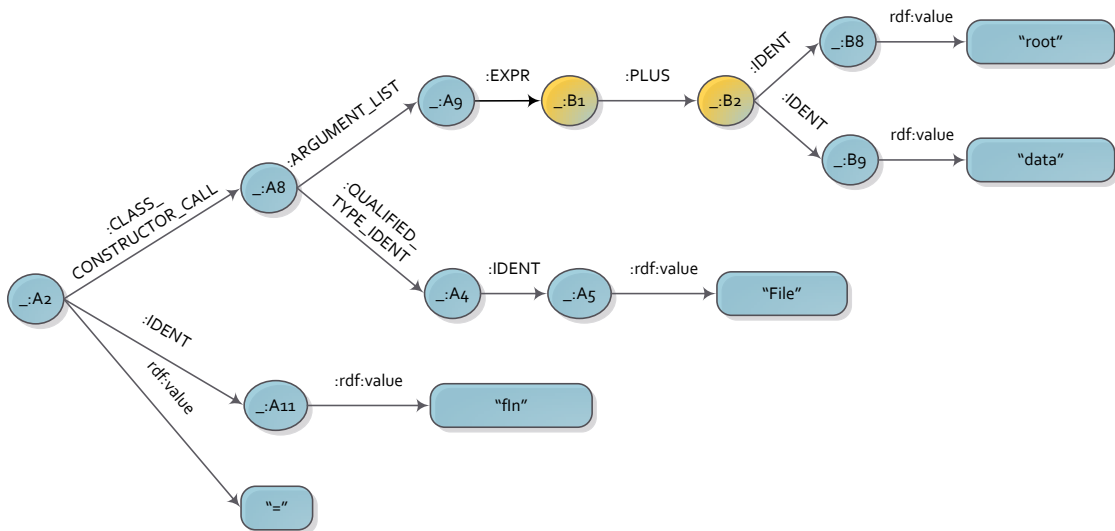 rdf:value
_:B8
“root”
:IDENT
:EXPR
:PLUS
_:A9
_:B1
_:B2
:IDENT
rdf:value
_:B9
“data”
:ARGUMENT_LIST
_:A8
:QUALIFIED_
TYPE_IDENT
:CLASS_
CONSTRUCTOR_CALL
:IDENT
:rdf:value
_:A2
_:A4
_:A5
“File”
:IDENT
rdf:value
:rdf:value
_:A11
“fIn”
“=”